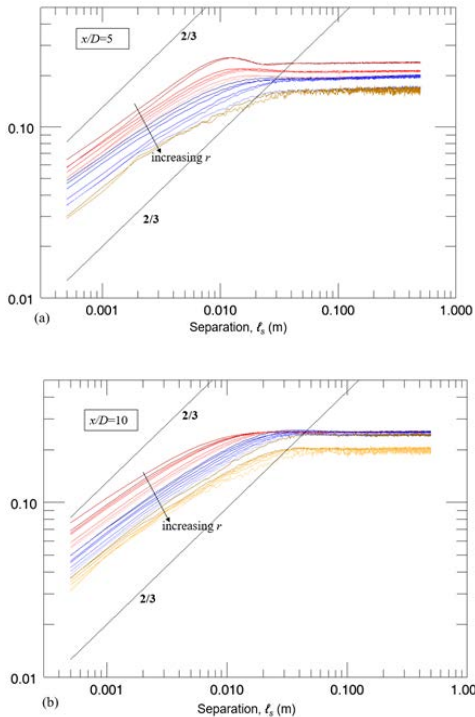 x/D=5
2/3
0.10
increasing r
2/3
0.01
0.001 0.010 0.100 1.000
(a)
Separation, ℓs (m)
x/D=10
2/3
0.10
increasing r
2/3
0.01
0.001 0.010 0.100 1.000
(b)
Separation, ℓs (m)